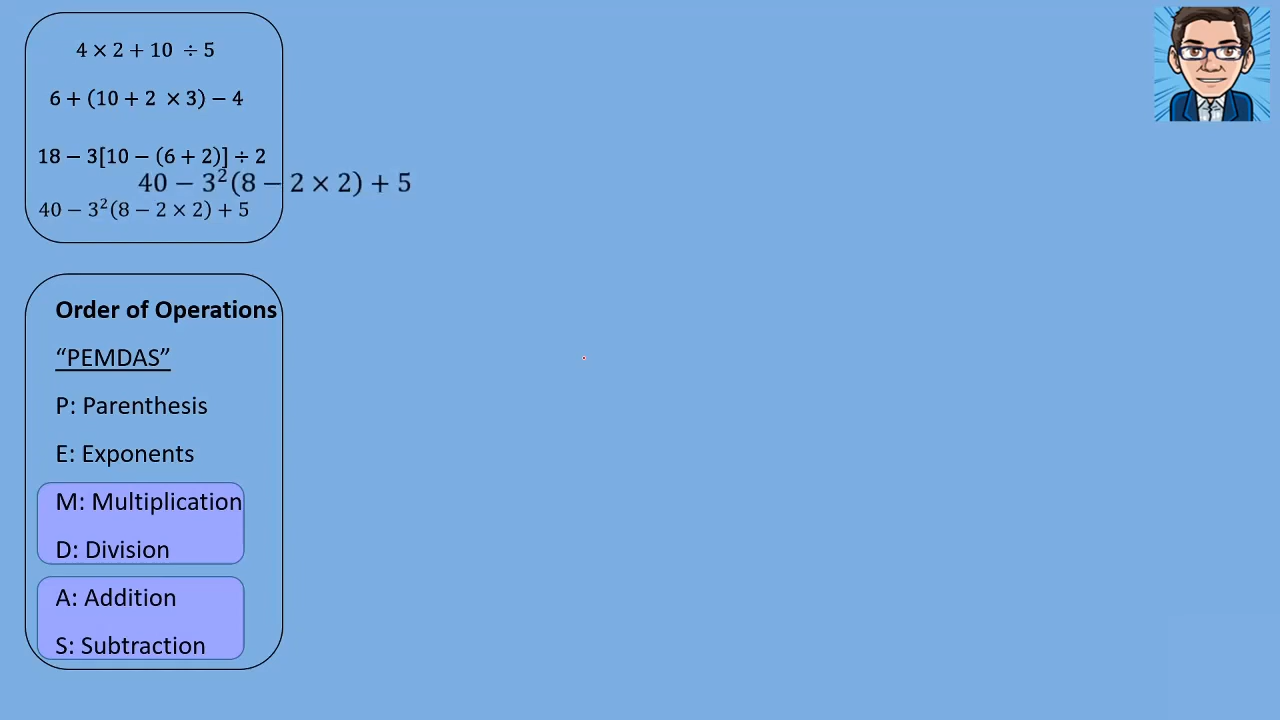 4 × 2 + 10 ÷ 5
6 + (10 + 2 × 3) − 4
18 − 3[10 − (6 + 2)] ÷ 2
40 − 3²(8 − 2 × 2) + 5
40 − 3²(8 − 2 × 2) + 5
Order of Operations
“PEMDAS”
P: Parenthesis
E: Exponents
M: Multiplication
D: Division
A: Addition
S: Subtraction